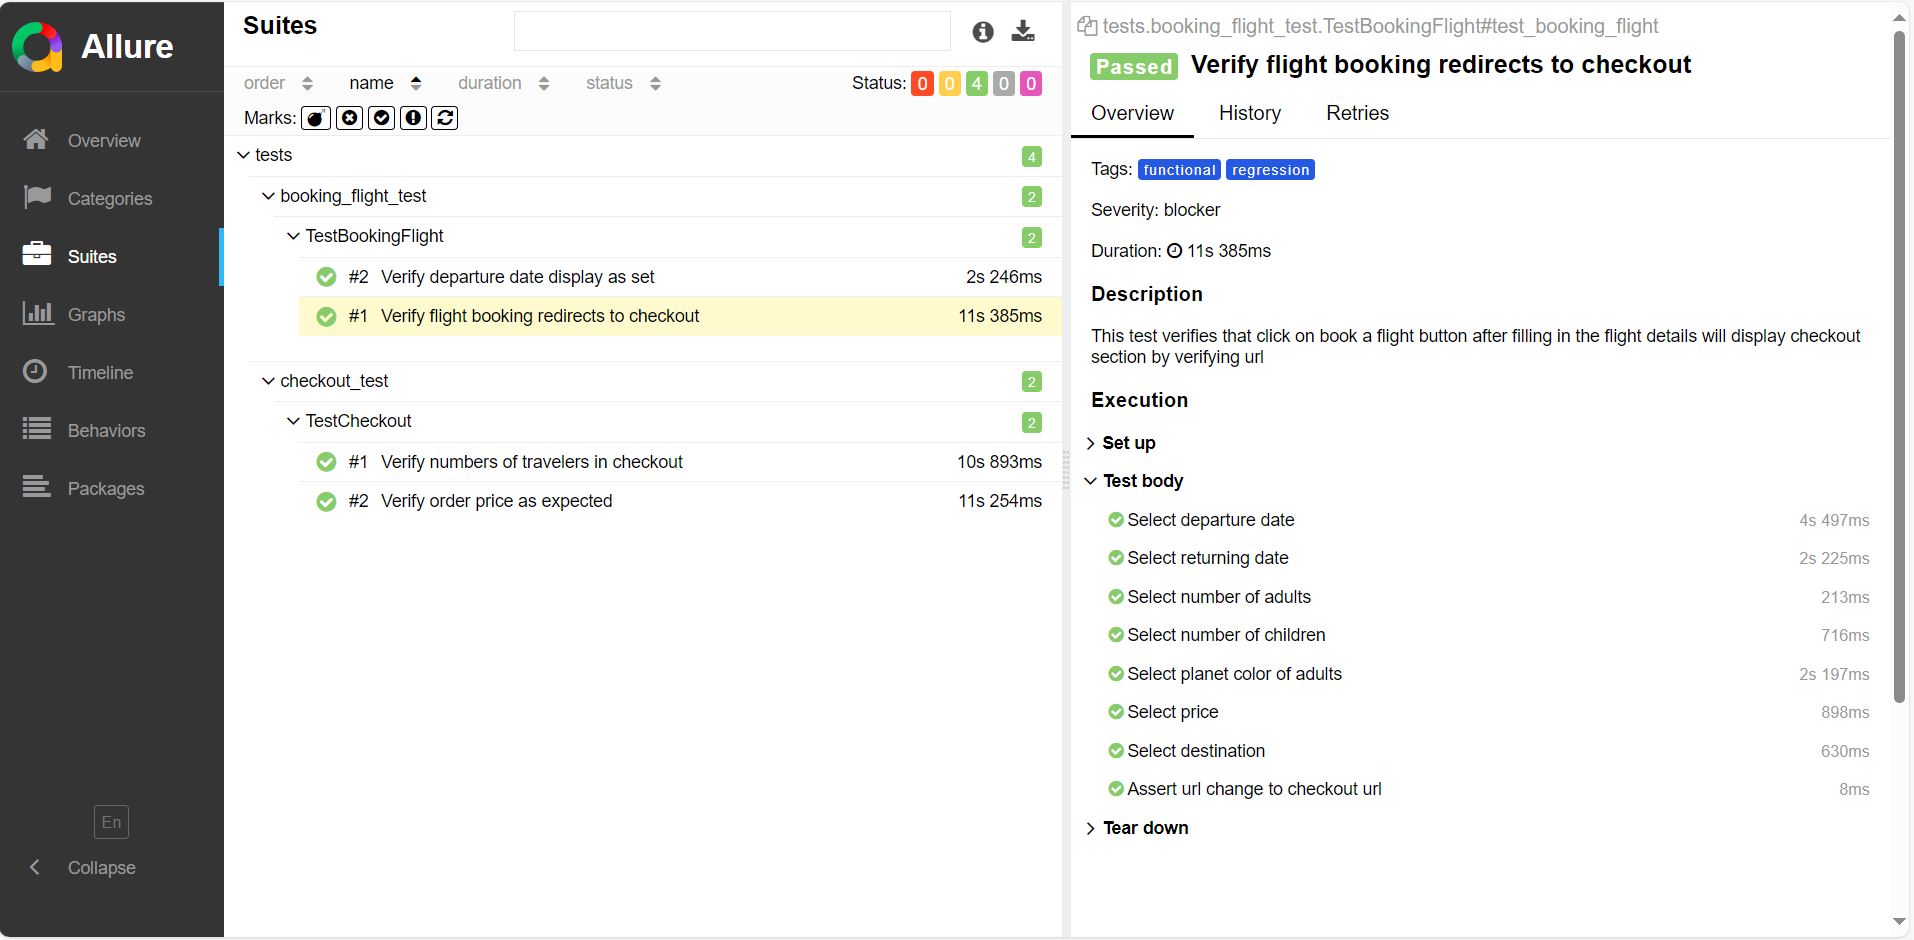 Allure
Overview
Categories
Suites
Graphs
Timeline
Behaviors
Packages
En
Collapse
Suites
order name duration status Status: 0 0 4 0 0
Marks:
tests 4
booking_flight_test 2
TestBookingFlight 2
#2 Verify departure date display as set 2s 246ms
#1 Verify flight booking redirects to checkout 11s 385ms
checkout_test 2
TestCheckout 2
#1 Verify numbers of travelers in checkout 10s 893ms
#2 Verify order price as expected 11s 254ms
tests.booking_flight_test.TestBookingFlight#test_booking_flight
Passed Verify flight booking redirects to checkout
Overview History Retries
Tags: functional regression
Severity: blocker
Duration: 11s 385ms
Description
This test verifies that click on book a flight button after filling in the flight details will display checkout
section by verifying url
Execution
Set up
Test body
Select departure date 4s 497ms
Select returning date 2s 225ms
Select number of adults 213ms
Select number of children 716ms
Select planet color of adults 2s 197ms
Select price 898ms
Select destination 630ms
Assert url change to checkout url 8ms
Tear down